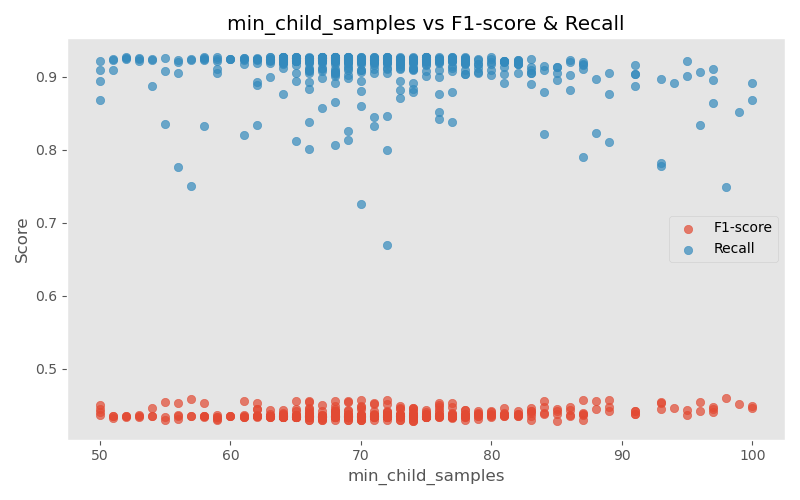 min_child_samples vs F1-score & Recall
Score
0.9
0.8
0.7
0.6
0.5
F1-score
Recall
50
60
70
80
90
100
min_child_samples